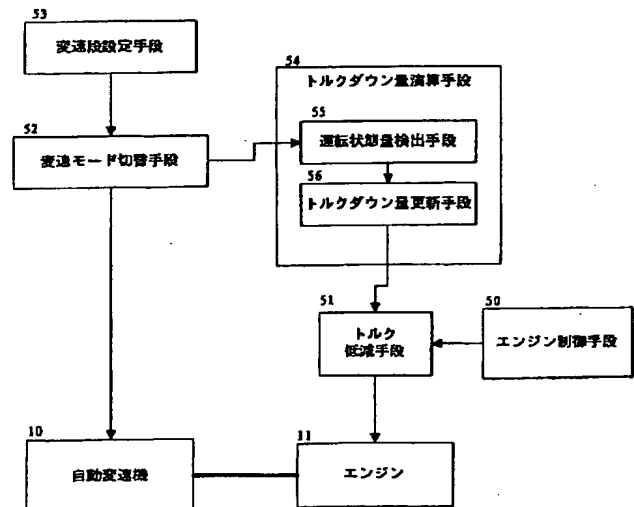 53
変速段設定手段
54
トルクダウン量演算手段
55
運転状態量検出手段
52
変速モード切替手段
56
トルクダウン量更新手段
51
トルク
低減手段
50
エンジン制御手段
10
自動変速機
11
エンジン